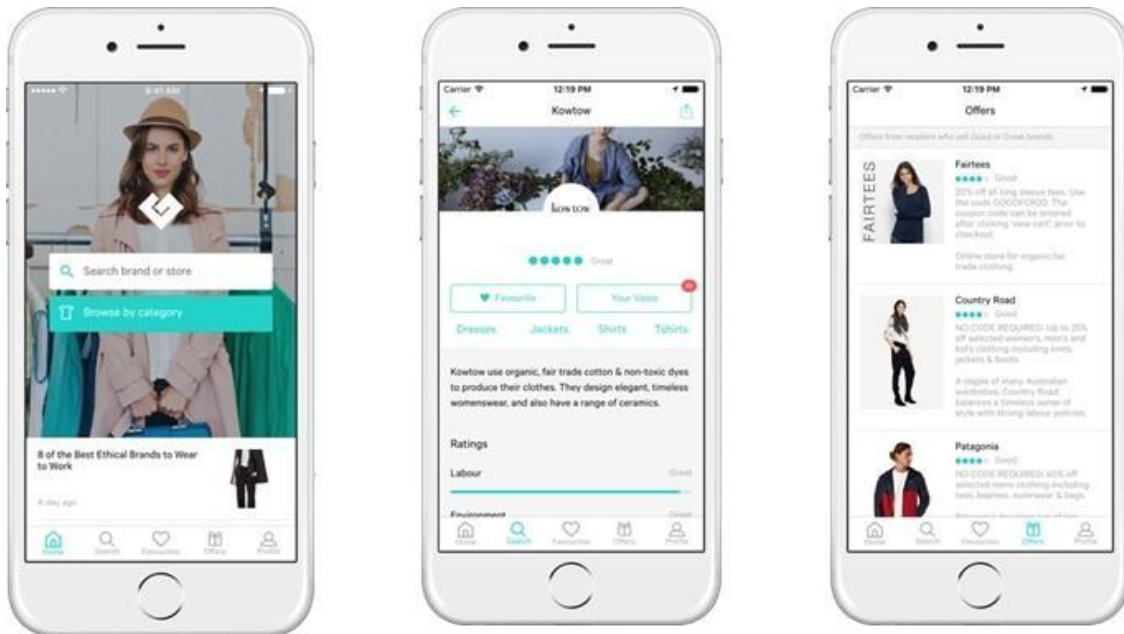 9:41 AM
Search brand or store
Browse by category
8 of the Best Ethical Brands to Wear
to Work
A day ago
Home Search Favourites Offers Profile
Carrier 12:19 PM
Kowtow
kowtow
Great
Favourite Your Voice
Dresses Jackets Shirts Tshirts
Kowtow use organic, fair trade cotton & non-toxic dyes
to produce their clothes. They design elegant, timeless
womenswear, and also have a range of ceramics.
Ratings
Labour Great
Environment Great
Home Search Favourites Offers Profile
Carrier 12:19 PM
Offers
Offers from retailers who sell Good or Great brands
FAIRTEES
Fairtees
Good
20% off all long sleeve tees. Use
the code GOODFORGD. The
coupon code can be entered
after clicking 'view cart', prior to
checkout.
Online store for organic,fair
trade clothing.
Country Road
Good
NO CODE REQUIRED: Up to 25%
off selected women's, men's and
kid's clothing including knits,
jackets & boots.
A staple of many Australian
wardrobes, Country Road
balances a timeless sense of
style with strong labour policies.
Patagonia
Good
NO CODE REQUIRED: 40% off
selected mens clothing including
tees, beanies, outerwear & bags.
Home Search Favourites Offers Profile